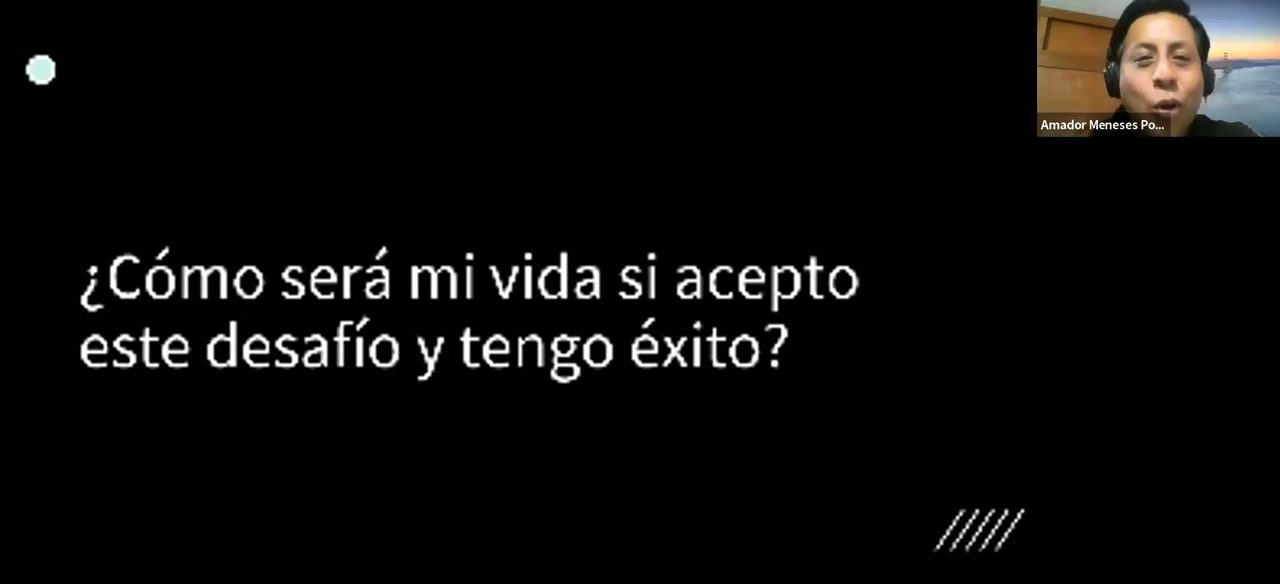 Amador Meneses Po...
¿Cómo será mi vida si acepto
este desafío y tengo éxito?